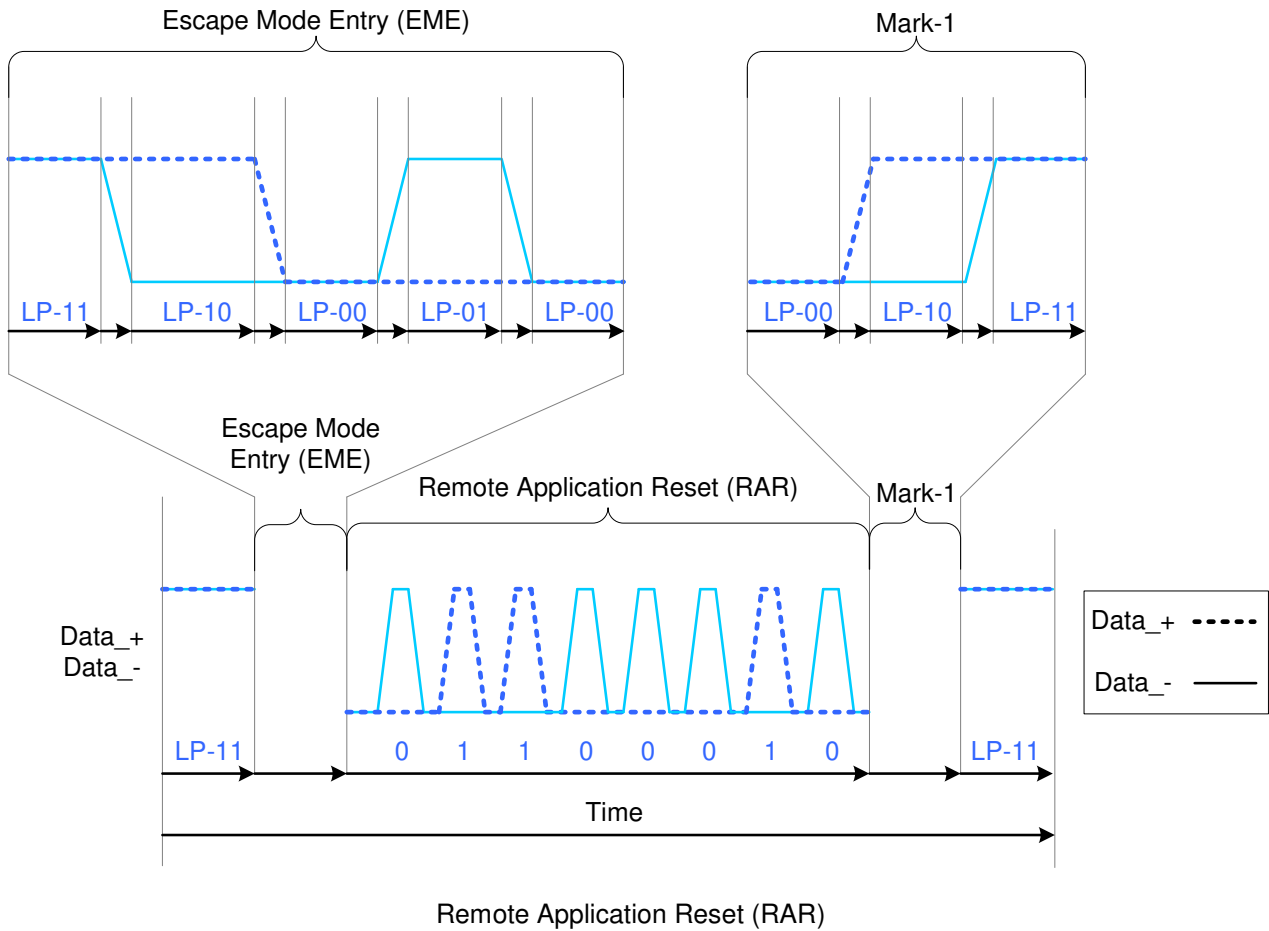 Escape Mode Entry (EME)
Mark-1
LP-11 LP-10 LP-00 LP-01 LP-00
LP-00 LP-10 LP-11
Escape Mode
Entry (EME)
Remote Application Reset (RAR)
Mark-1
Data_+
Data_-
LP-11 0 1 1 0 0 0 1 0 LP-11
Time
Data_+
Data_-
Remote Application Reset (RAR)